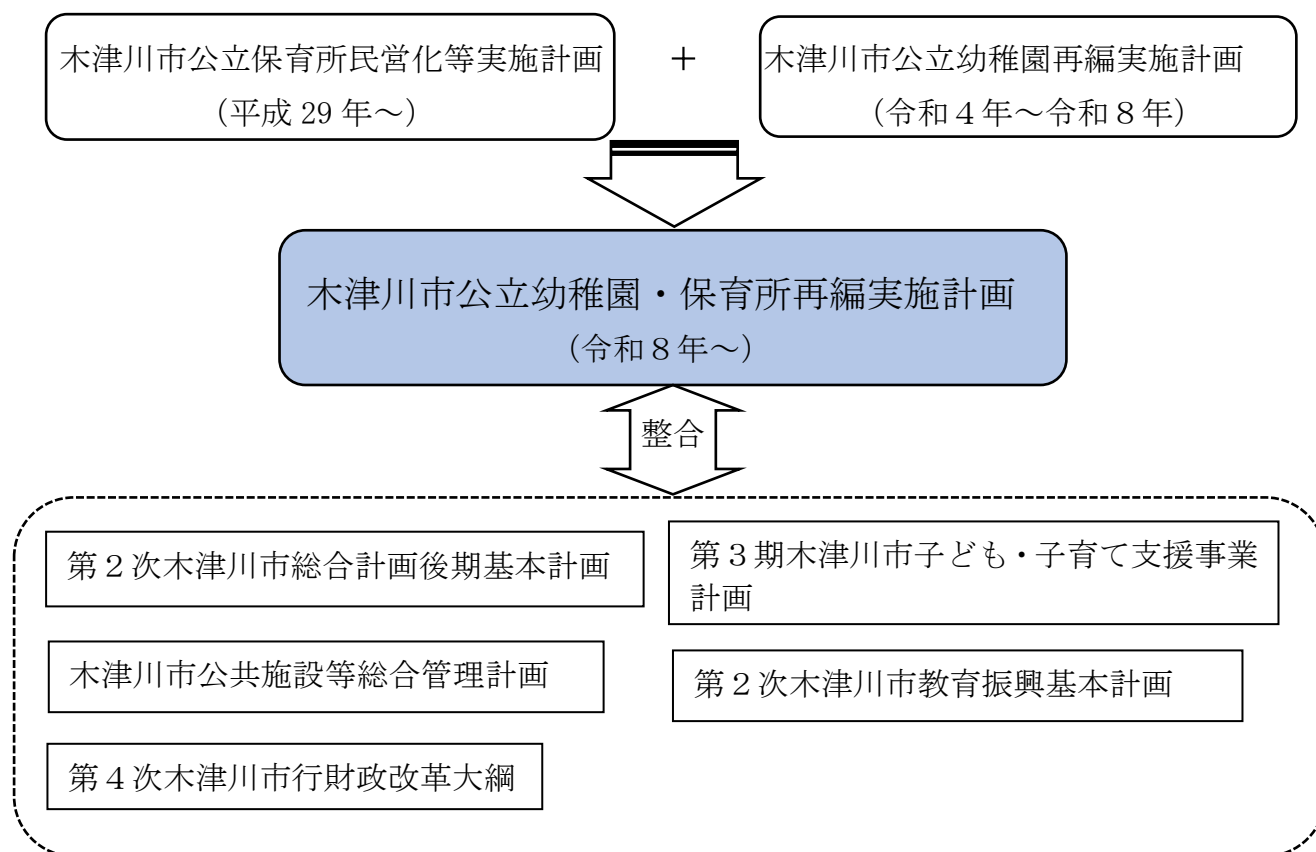 木津川市公立保育所民営化等実施計画
（平成 29 年～）
＋
木津川市公立幼稚園再編実施計画
（令和４年～令和８年）
木津川市公立幼稚園・保育所再編実施計画
（令和８年～）
整合
第２次木津川市総合計画後期基本計画
第３期木津川市子ども・子育て支援事業
計画
木津川市公共施設等総合管理計画
第２次木津川市教育振興基本計画
第４次木津川市行財政改革大綱